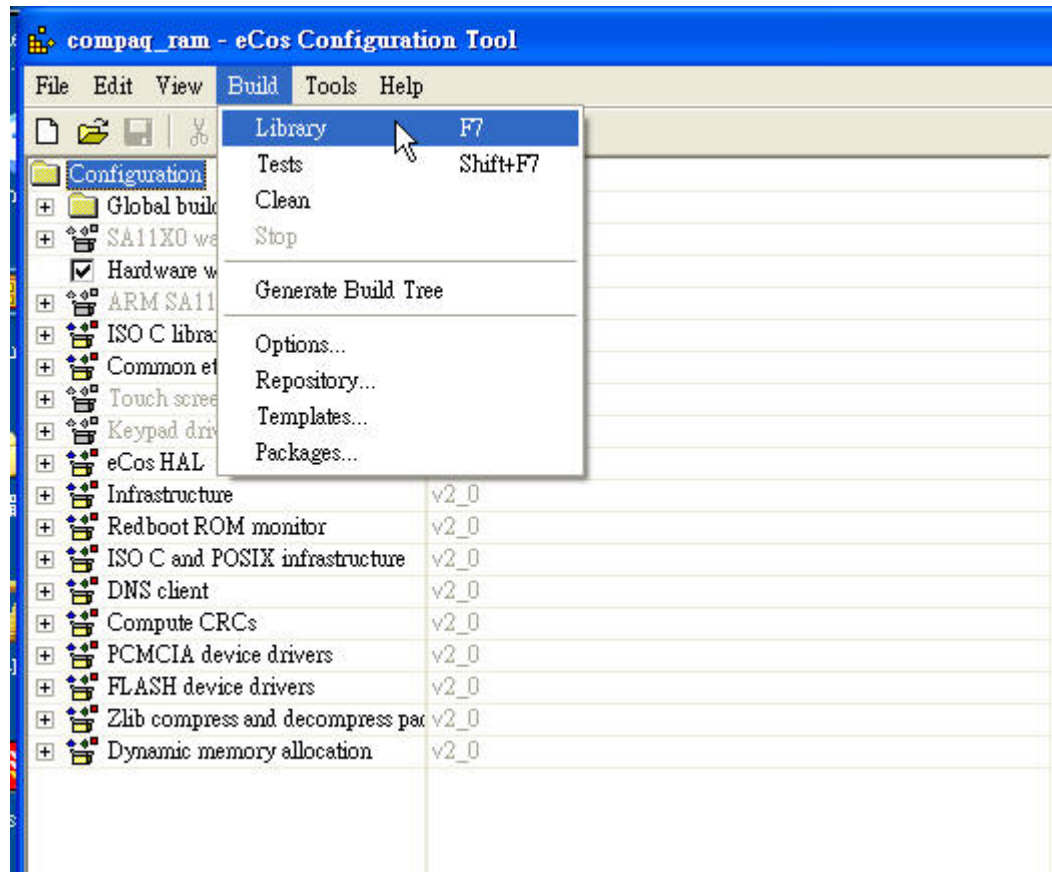 compaq_ram - eCos Configuration Tool
File Edit View Build Tools Help
Library F7
Tests Shift+F7
Clean
Stop
Generate Build Tree
Options...
Repository...
Templates...
Packages...
Configuration
Global build
SA11X0 wa
Hardware w
ARM SA11
ISO C librar
Common et
Touch scree
Keypad driv
eCos HAL
Infrastructure v2_0
Redboot ROM monitor v2_0
ISO C and POSIX infrastructure v2_0
DNS client v2_0
Compute CRCs v2_0
PCMCIA device drivers v2_0
FLASH device drivers v2_0
Zlib compress and decompress pac v2_0
Dynamic memory allocation v2_0